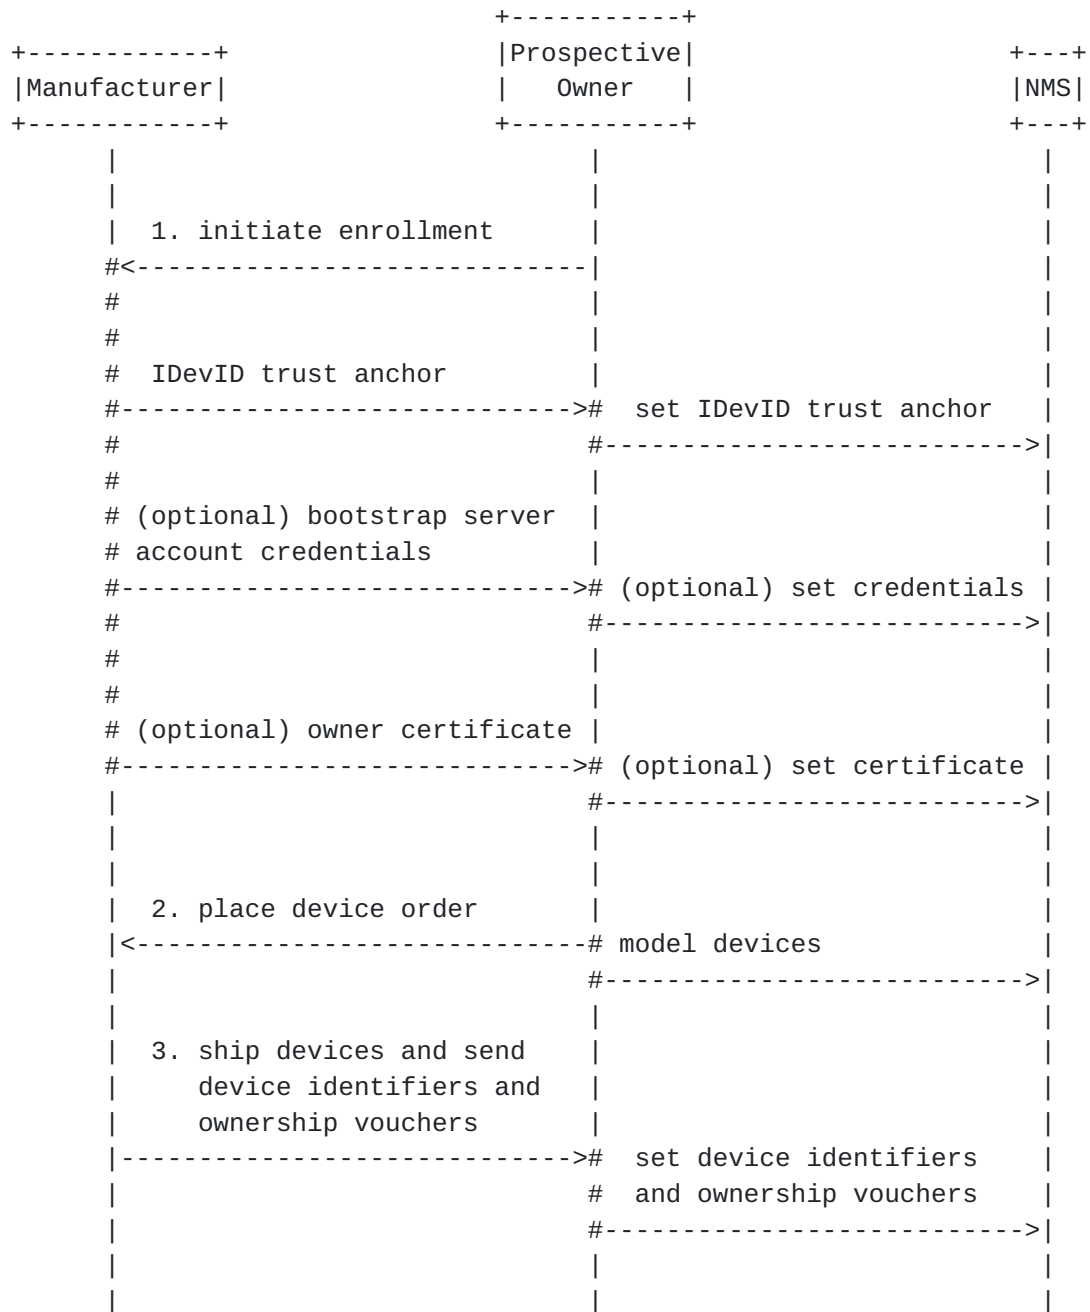 +-----------+
+------------+                 |Prospective|                    +---+
|Manufacturer|                 |   Owner   |                    |NMS|
+------------+                 +-----------+                    +---+
      |                              |                            |
      |                              |                            |
      |  1. initiate enrollment      |                            |
      #<-----------------------------|                            |
      #                              |                            |
      #                              |                            |
      #  IDevID trust anchor         |                            |
      #----------------------------->#  set IDevID trust anchor   |
      #                              #--------------------------->|
      #                              |                            |
      # (optional) bootstrap server  |                            |
      # account credentials          |                            |
      #-----------------------------># (optional) set credentials |
      #                              #--------------------------->|
      #                              |                            |
      #                              |                            |
      # (optional) owner certificate |                            |
      #-----------------------------># (optional) set certificate |
      |                              #--------------------------->|
      |                              |                            |
      |                              |                            |
      |  2. place device order       |                            |
      |<-----------------------------# model devices              |
      |                              #--------------------------->|
      |                              |                            |
      |  3. ship devices and send    |                            |
      |     device identifiers and   |                            |
      |     ownership vouchers       |                            |
      |----------------------------->#  set device identifiers    |
      |                              #  and ownership vouchers    |
      |                              #--------------------------->|
      |                              |                            |
      |                              |                            |